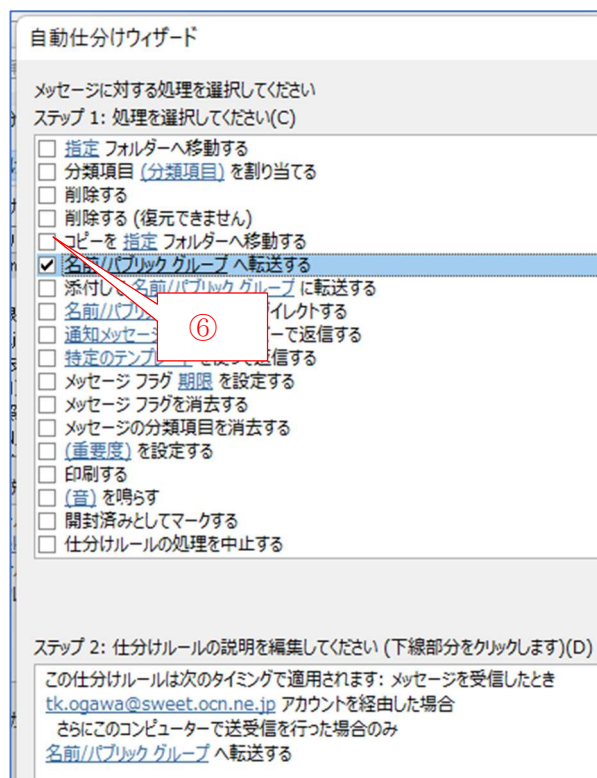 自動仕分けウィザード
メッセージに対する処理を選択してください
ステップ 1: 処理を選択してください(C)
指定 フォルダーへ移動する
分類項目 (分類項目) を割り当てる
削除する
削除する (復元できません)
コピーを 指定 フォルダーへ移動する
名前/パブリック グループ へ転送する
添付して 名前/パブリック グループ に転送する
名前/パブ イレクトする
通知メッセー ーで返信する
特定のテンプレ 返信する
⑥
メッセージ フラグ 期限 を設定する
メッセージ フラグを消去する
メッセージの分類項目を消去する
(重要度) を設定する
印刷する
(音) を鳴らす
開封済みとしてマークする
仕分けルールの処理を中止する
ステップ 2: 仕分けルールの説明を編集してください (下線部分をクリックします)(D)
この仕分けルールは次のタイミングで適用されます: メッセージを受信したとき
tk.ogawa@sweet.ocn.ne.jp アカウントを経由した場合
さらにこのコンピューターで送受信を行った場合のみ
名前/パブリック グループ へ転送する